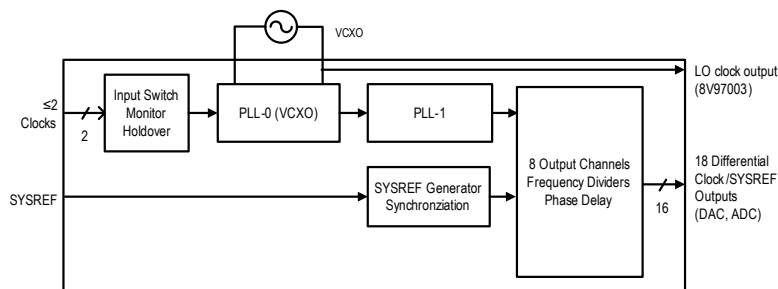 VCXO
LO clock output
(8V97003)
≤2
Clocks
2
Input Switch
Monitor
Holdover
PLL-0 (VCXO)
PLL-1
8 Output Channels
Frequency Dividers
Phase Delay
18 Differential
Clock/SYSREF
Outputs
(DAC, ADC)
16
SYSREF
SYSREF Generator
Synchronziation